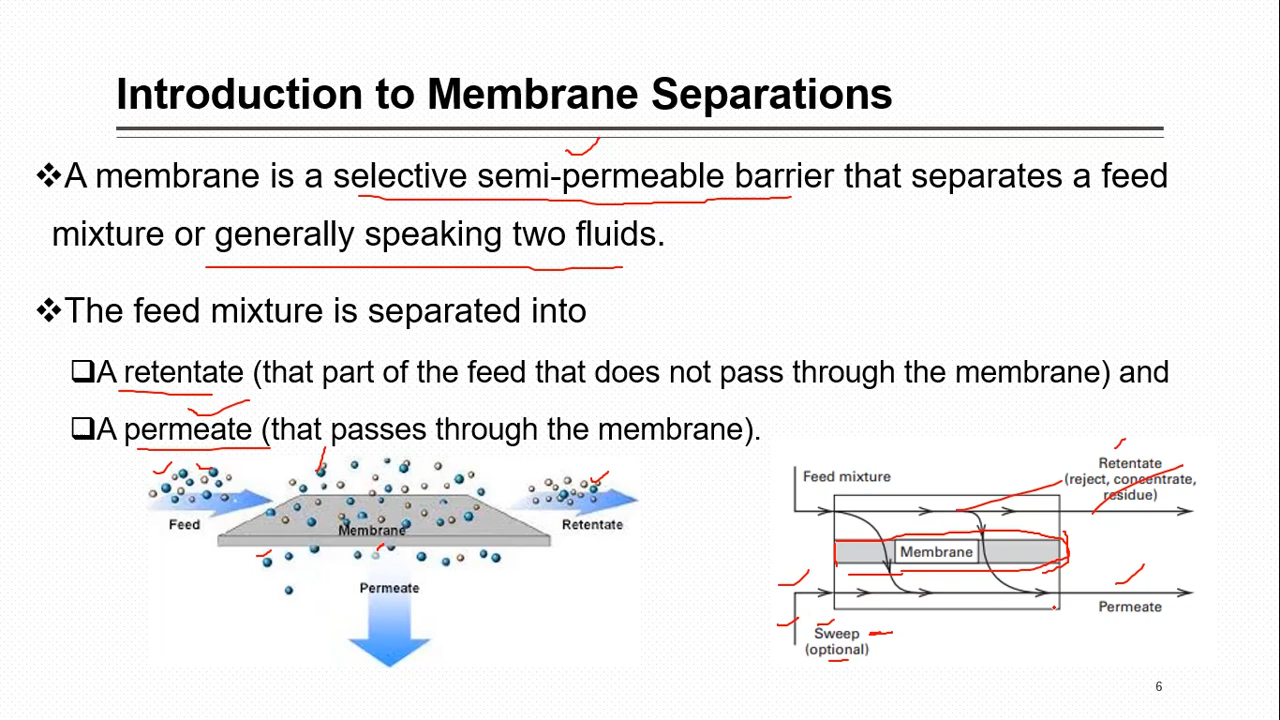 Introduction to Membrane Separations
❖A membrane is a selective semi-permeable barrier that separates a feed
mixture or generally speaking two fluids.
❖The feed mixture is separated into
❑A retentate (that part of the feed that does not pass through the membrane) and
❑A permeate (that passes through the membrane).
Feed
Membrane
Retentate
Permeate
Feed mixture
Retentate
(reject, concentrate,
residue)
Membrane
Permeate
Sweep
(optional)
6